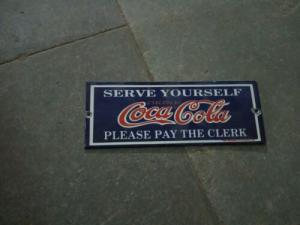 SERVE YOURSELF
Coca-Cola
PLEASE PAY THE CLERK